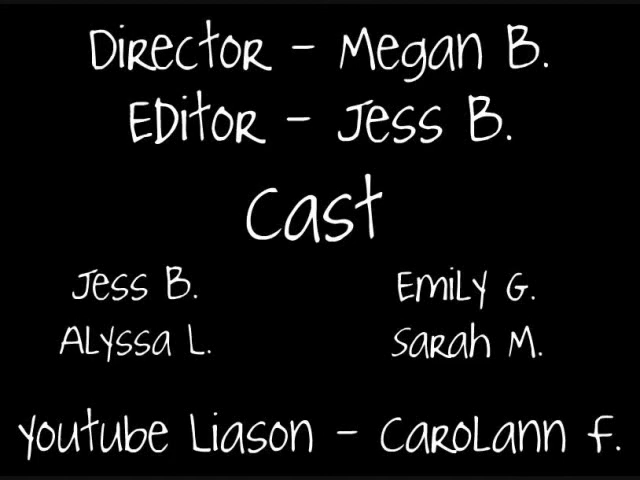 Director - Megan B.
Editor - Jess B.
Cast
Jess B. Emily G.
Alyssa L. Sarah M.
Youtube Liason - Carolann F.